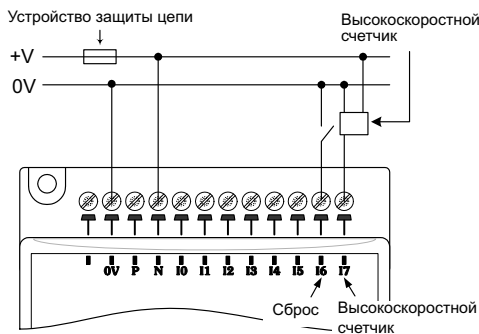 Устройство защиты цепи
Высокоскоростной
счетчик
+V
0V
0V P N I0 I1 I2 I3 I4 I5 I6 I7
Сброс
Высокоскоростной
счетчик